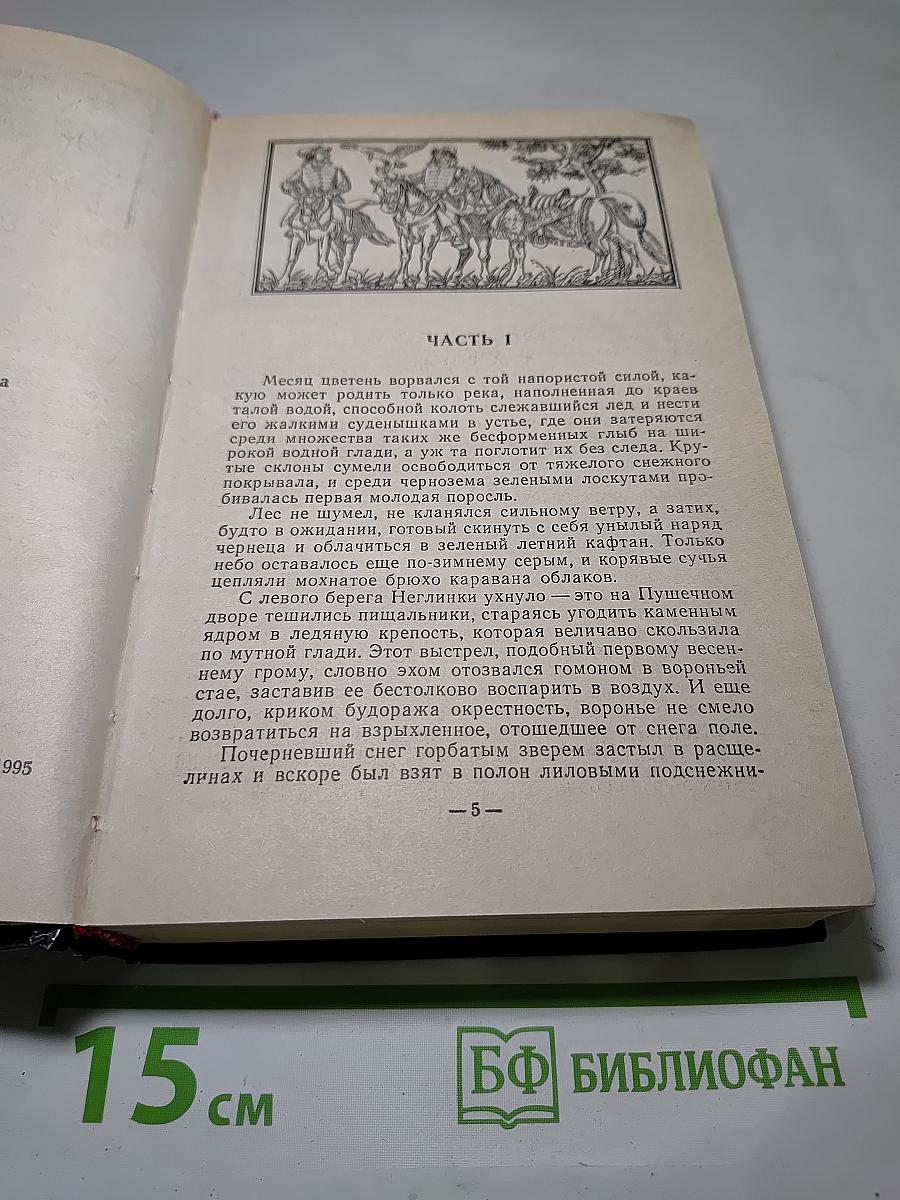 а
1995
ЧАСТЬ I
Месяц цветень ворвался с той напористой силой, ка-
кую может родить только река, наполненная до краев
талой водой, способной колоть слежавшийся лед и нести
его жалкими суденышками в устье, где они затеряются
среди множества таких же бесформенных глыб на ши-
рокой водной глади, а уж та поглотит их без следа. Кру-
тые склоны сумели освободиться от тяжелого снежного
покрывала, и среди чернозема зелеными лоскутами про-
бивалась первая молодая поросль.
Лес не шумел, не кланялся сильному ветру, а затих,
будто в ожидании, готовый скинуть с себя унылый наряд
чернеца и облачиться в зеленый летний кафтан. Только
небо оставалось еще по-зимнему серым, и корявые сучья
цепляли мохнатое брюхо каравана облаков.
С левого берега Неглинки ухнуло — это на Пушечном
дворе тешились пищальники, стараясь угодить каменным
ядром в ледяную крепость, которая величаво скользила
по мутной глади. Этот выстрел, подобный первому весен-
нему грому, словно эхом отозвался гомоном в вороньей
стае, заставив ее бестолково воспарить в воздух. И еще
долго, криком будоража окрестность, воронье не смело
возвратиться на взрыхленное, отошедшее от снега поле.
Почерневший снег горбатым зверем застыл в расще-
линах и вскоре был взят в полон лиловыми подснежни-
— 5 —
15 см
БФ БИБЛИОФАН